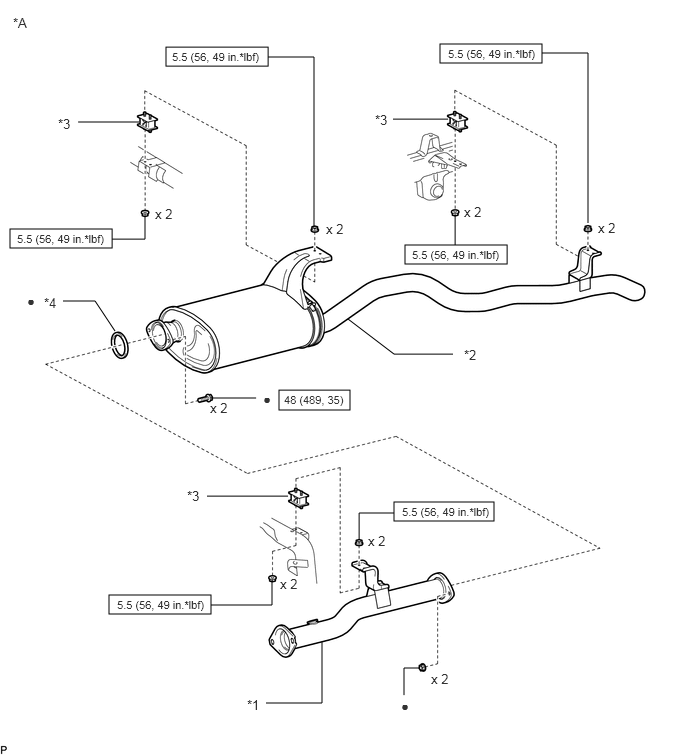 *A
5.5 (56, 49 in.*lbf)
5.5 (56, 49 in.*lbf)
*3
*3
x 2
x 2
x 2
x 2
5.5 (56, 49 in.*lbf)
5.5 (56, 49 in.*lbf)
● *4
*2
x 2
● 48 (489, 35)
*3
5.5 (56, 49 in.*lbf)
x 2
x 2
5.5 (56, 49 in.*lbf)
x 2
*1
●
P